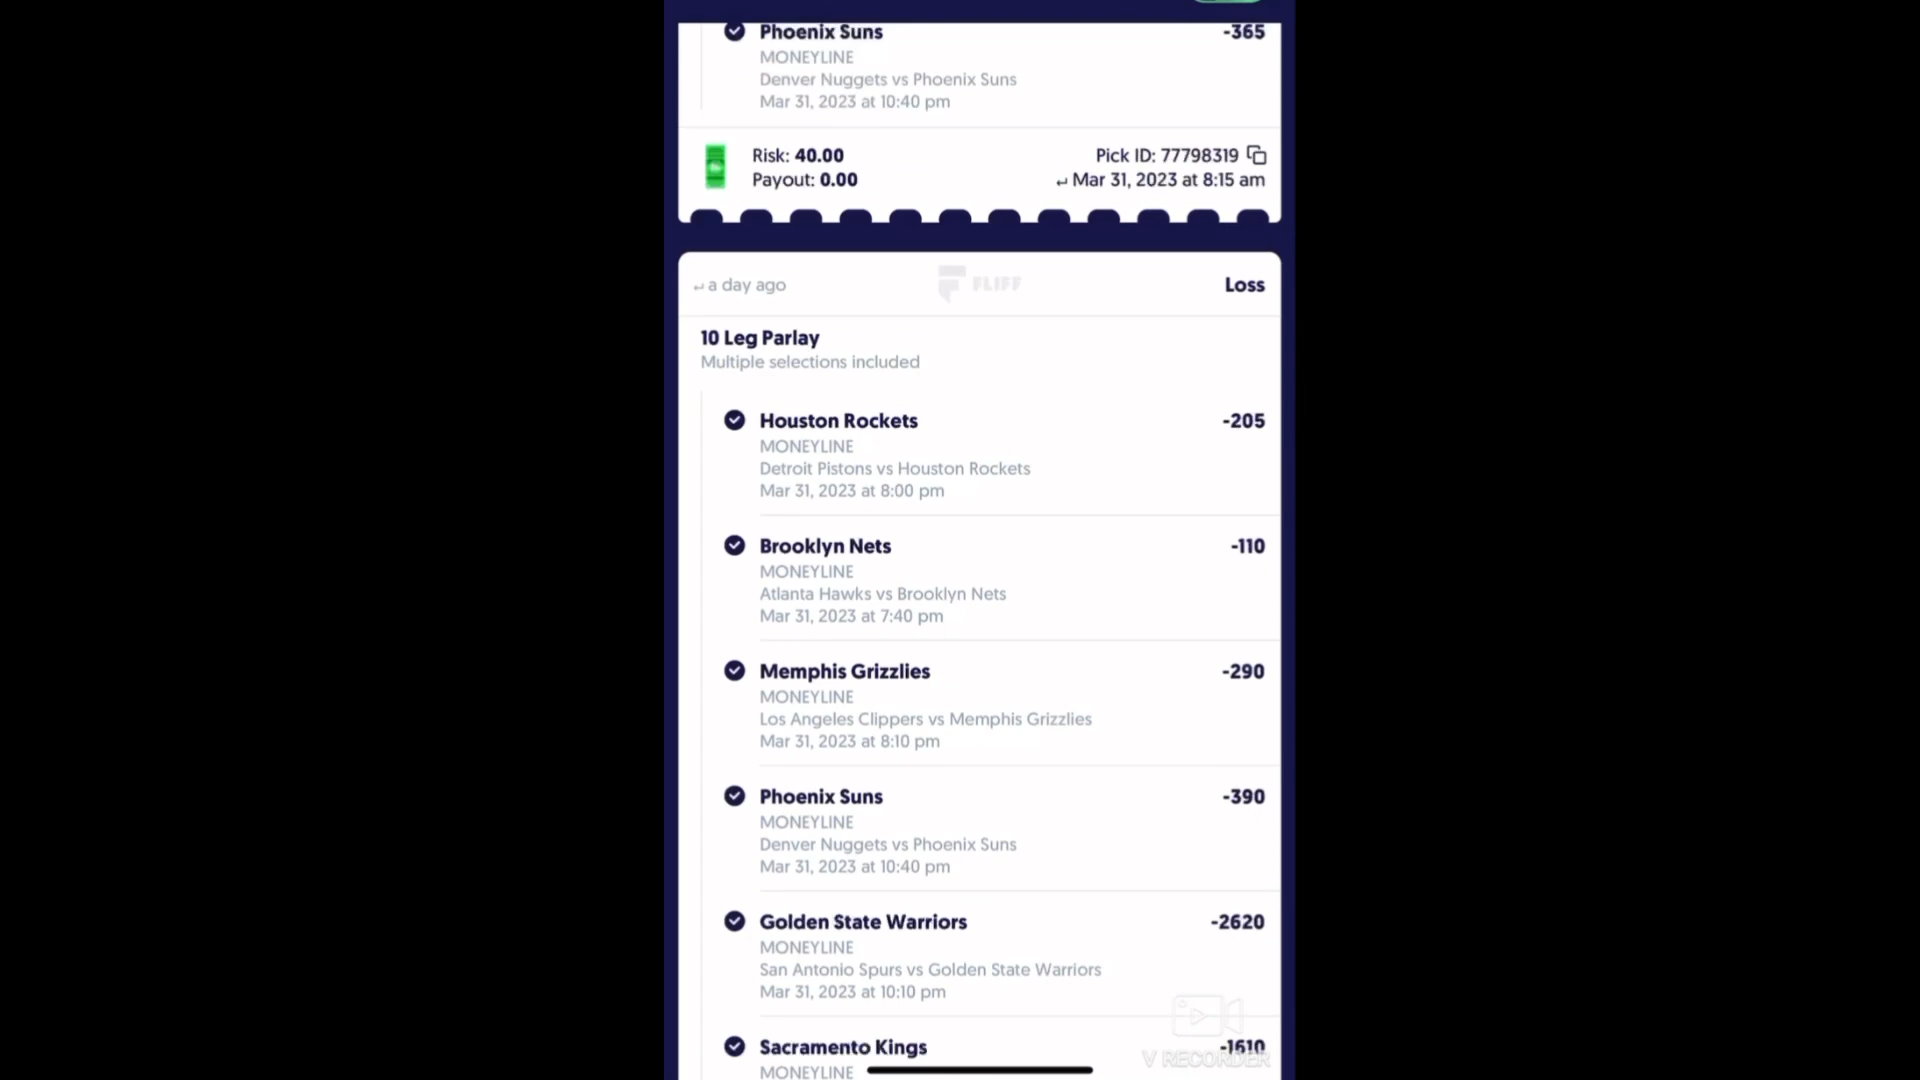 Phoenix Suns -365
MONEYLINE
Denver Nuggets vs Phoenix Suns
Mar 31, 2023 at 10:40 pm
Risk: 40.00 Pick ID: 77798319
Payout: 0.00 Mar 31, 2023 at 8:15 am
a day ago FLIFF Loss
10 Leg Parlay
Multiple selections included
Houston Rockets -205
MONEYLINE
Detroit Pistons vs Houston Rockets
Mar 31, 2023 at 8:00 pm
Brooklyn Nets -110
MONEYLINE
Atlanta Hawks vs Brooklyn Nets
Mar 31, 2023 at 7:40 pm
Memphis Grizzlies -290
MONEYLINE
Los Angeles Clippers vs Memphis Grizzlies
Mar 31, 2023 at 8:10 pm
Phoenix Suns -390
MONEYLINE
Denver Nuggets vs Phoenix Suns
Mar 31, 2023 at 10:40 pm
Golden State Warriors -2620
MONEYLINE
San Antonio Spurs vs Golden State Warriors
Mar 31, 2023 at 10:10 pm
Sacramento Kings -1610
V RECORDER
MONEYLINE